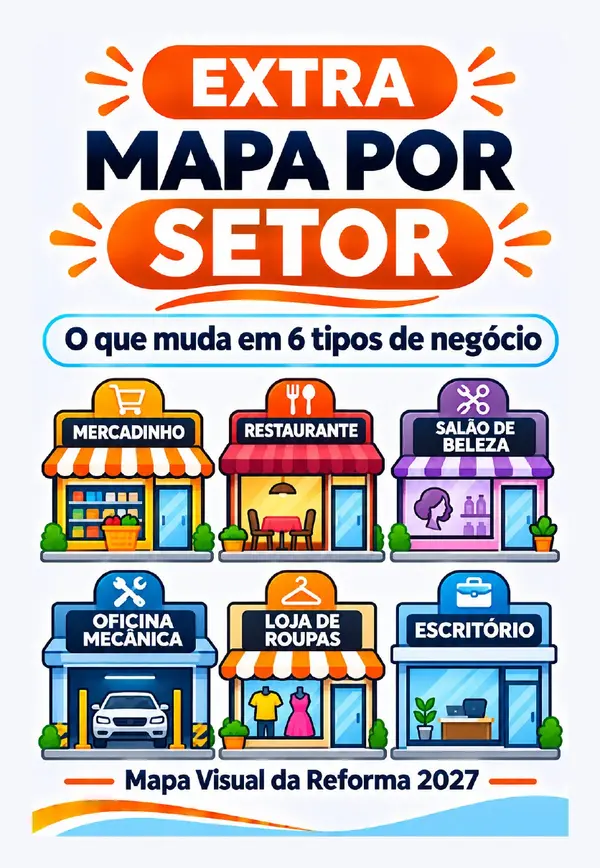 EXTRA
MAPA POR
SETOR
O que muda em 6 tipos de negócio
MERCADINHO
RESTAURANTE
SALÃO DE
BELEZA
OFICINA
MECÂNICA
LOJA DE
ROUPAS
ESCRITÓRIO
Mapa Visual da Reforma 2027